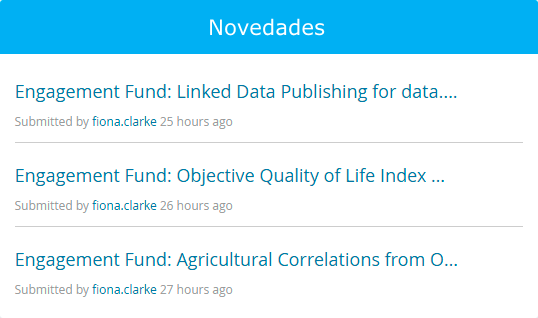 Novedades
Engagement Fund: Linked Data Publishing for data....
Submitted by fiona.clarke 25 hours ago
Engagement Fund: Objective Quality of Life Index ...
Submitted by fiona.clarke 26 hours ago
Engagement Fund: Agricultural Correlations from O...
Submitted by fiona.clarke 27 hours ago